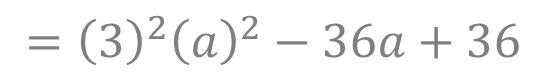 = (3)²(a)² − 36a + 36